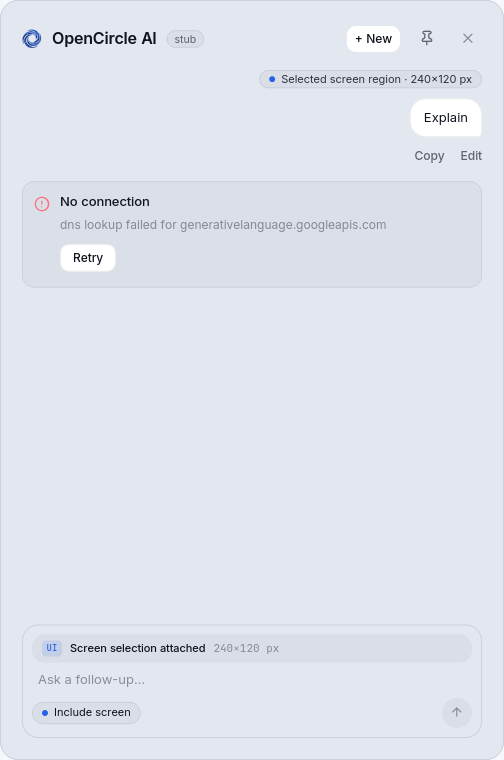 OpenCircle AI
stub
+ New
Selected screen region · 240×120 px
Explain
Copy Edit
No connection
dns lookup failed for generativelanguage.googleapis.com
Retry
UI Screen selection attached 240×120 px
Ask a follow-up...
Include screen